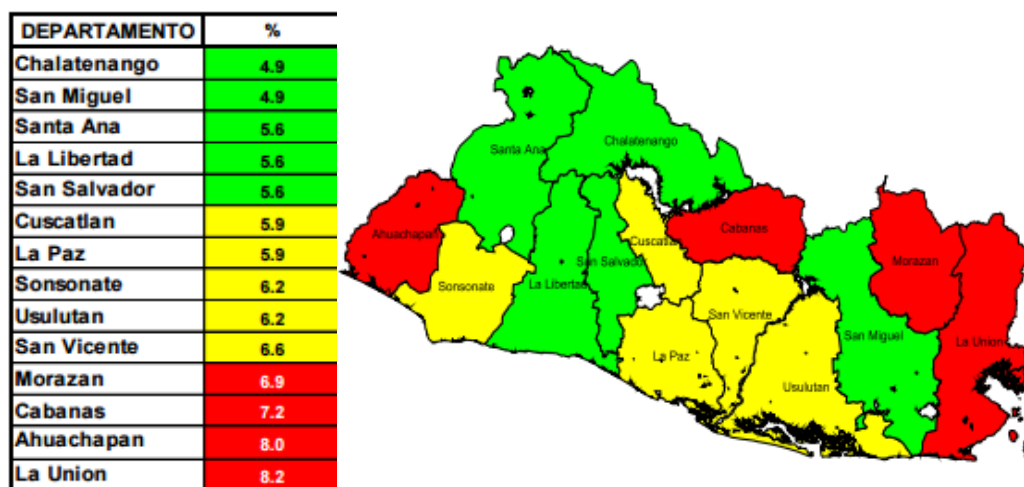 DEPARTAMENTO %
Chalatenango 4.9
San Miguel 4.9
Santa Ana 5.6
La Libertad 5.6
San Salvador 5.6
Cuscatlan 5.9
La Paz 5.9
Sonsonate 6.2
Usulutan 6.2
San Vicente 6.6
Morazan 6.9
Cabanas 7.2
Ahuachapan 8.0
La Union 8.2
Chalatenango
Santa Ana
Ahuachapan
Cabanas
Cuscatlan
Morazan
San Salvador
Sonsonate
La Libertad
San Vicente
San Miguel
La Union
La Paz
Usulutan